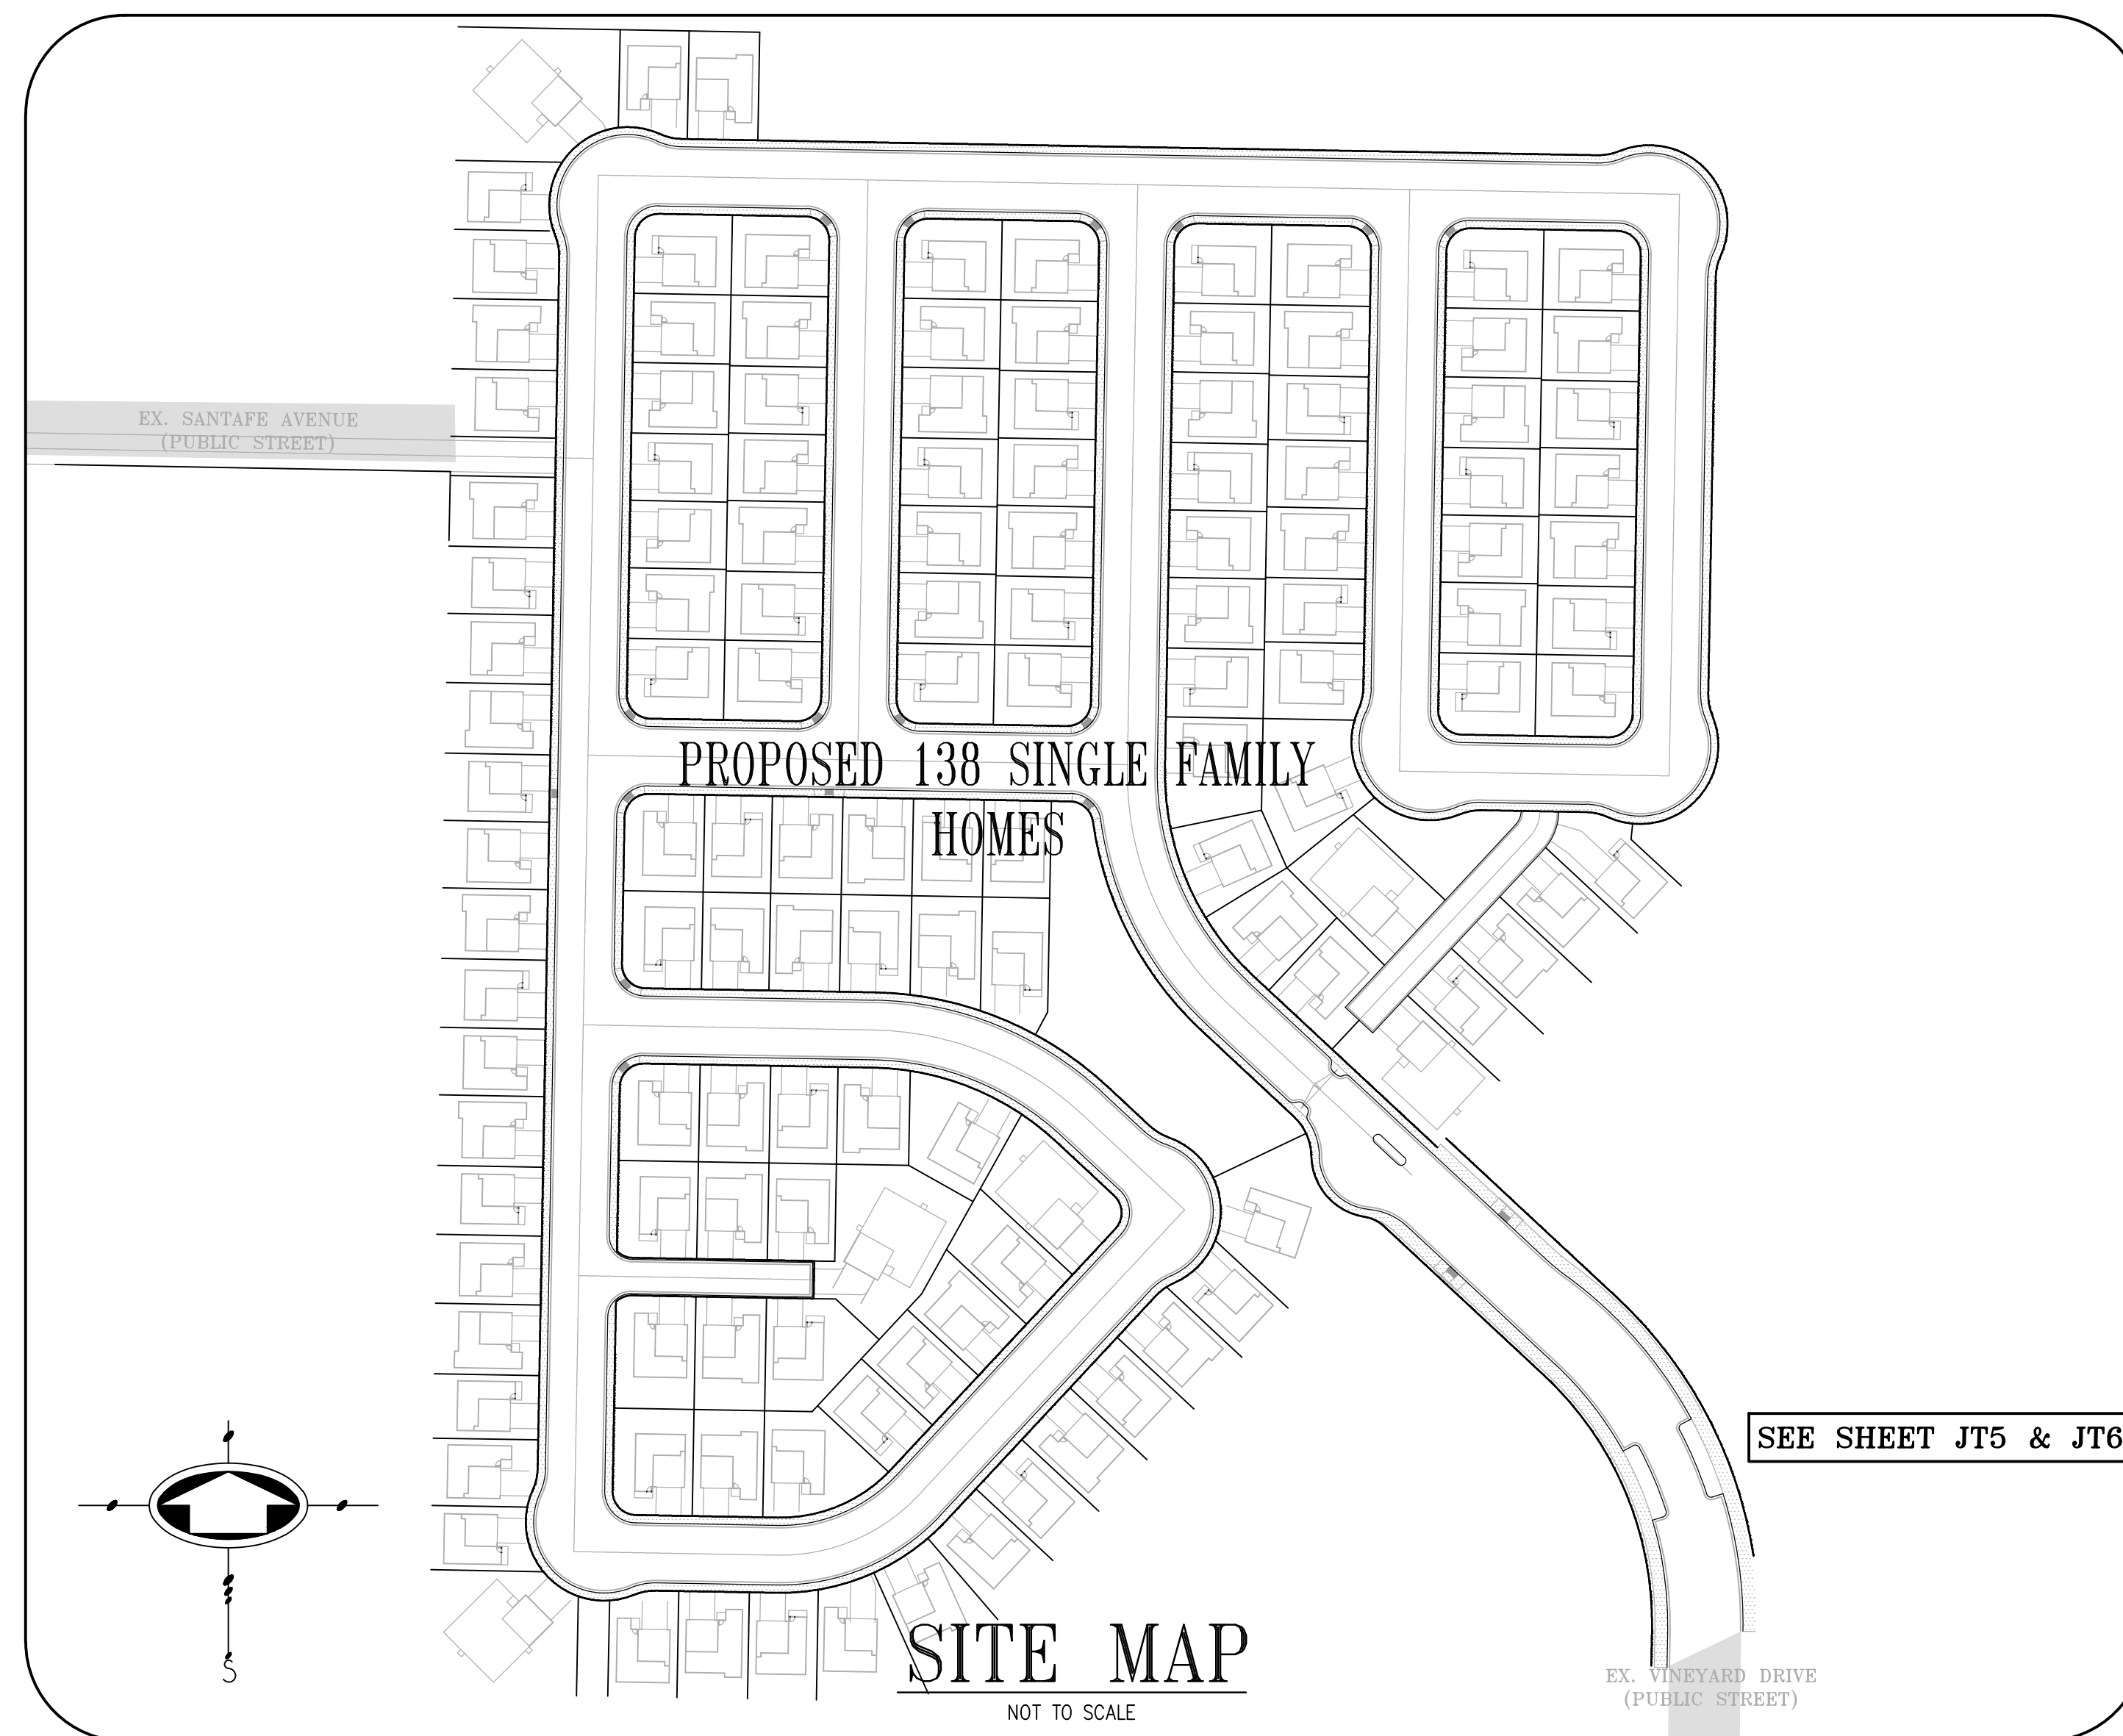 EX. SANTAFE AVENUE
(PUBLIC STREET)
PROPOSED 138 SINGLE FAMILY
HOMES
SEE SHEET JT5 & JT6
S
SITE MAP
NOT TO SCALE
EX. VINEYARD DRIVE
(PUBLIC STREET)